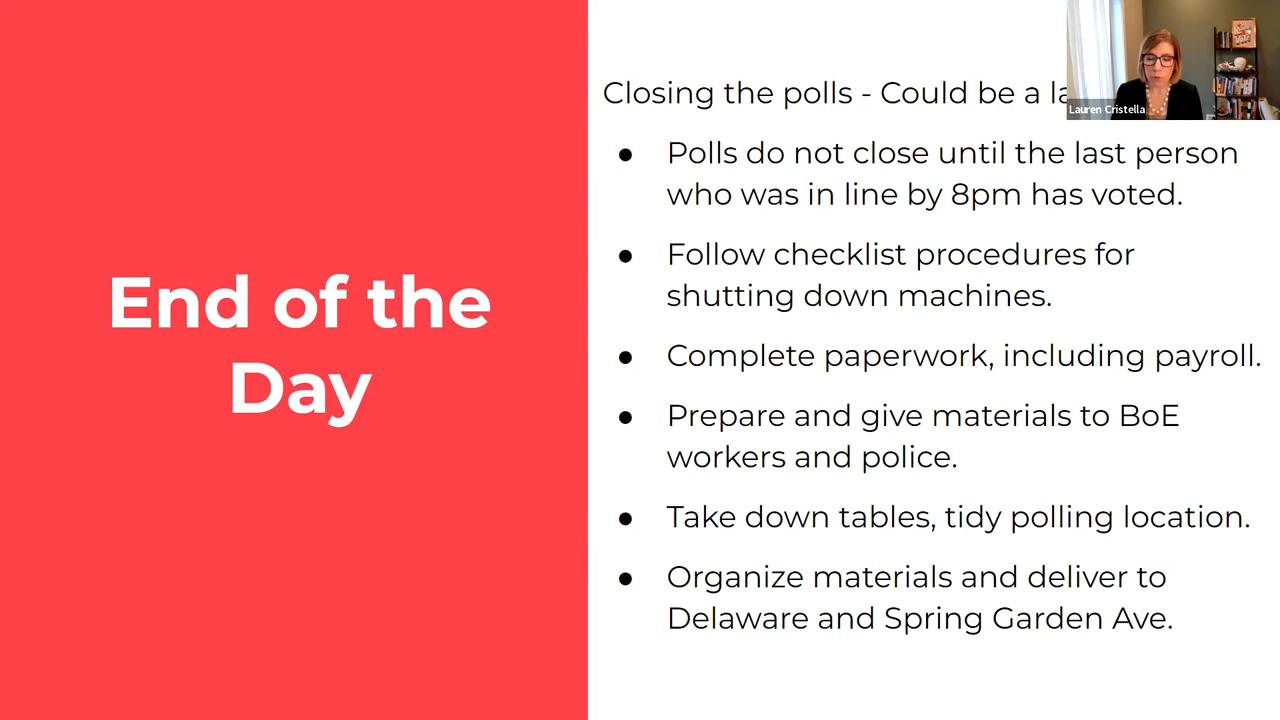 Closing the polls - Could be a
Lauren Cristella
● Polls do not close until the last person
who was in line by 8pm has voted.
● Follow checklist procedures for
shutting down machines.
End of the
Day
● Complete paperwork, including payroll.
● Prepare and give materials to BoE
workers and police.
● Take down tables, tidy polling location.
● Organize materials and deliver to
Delaware and Spring Garden Ave.